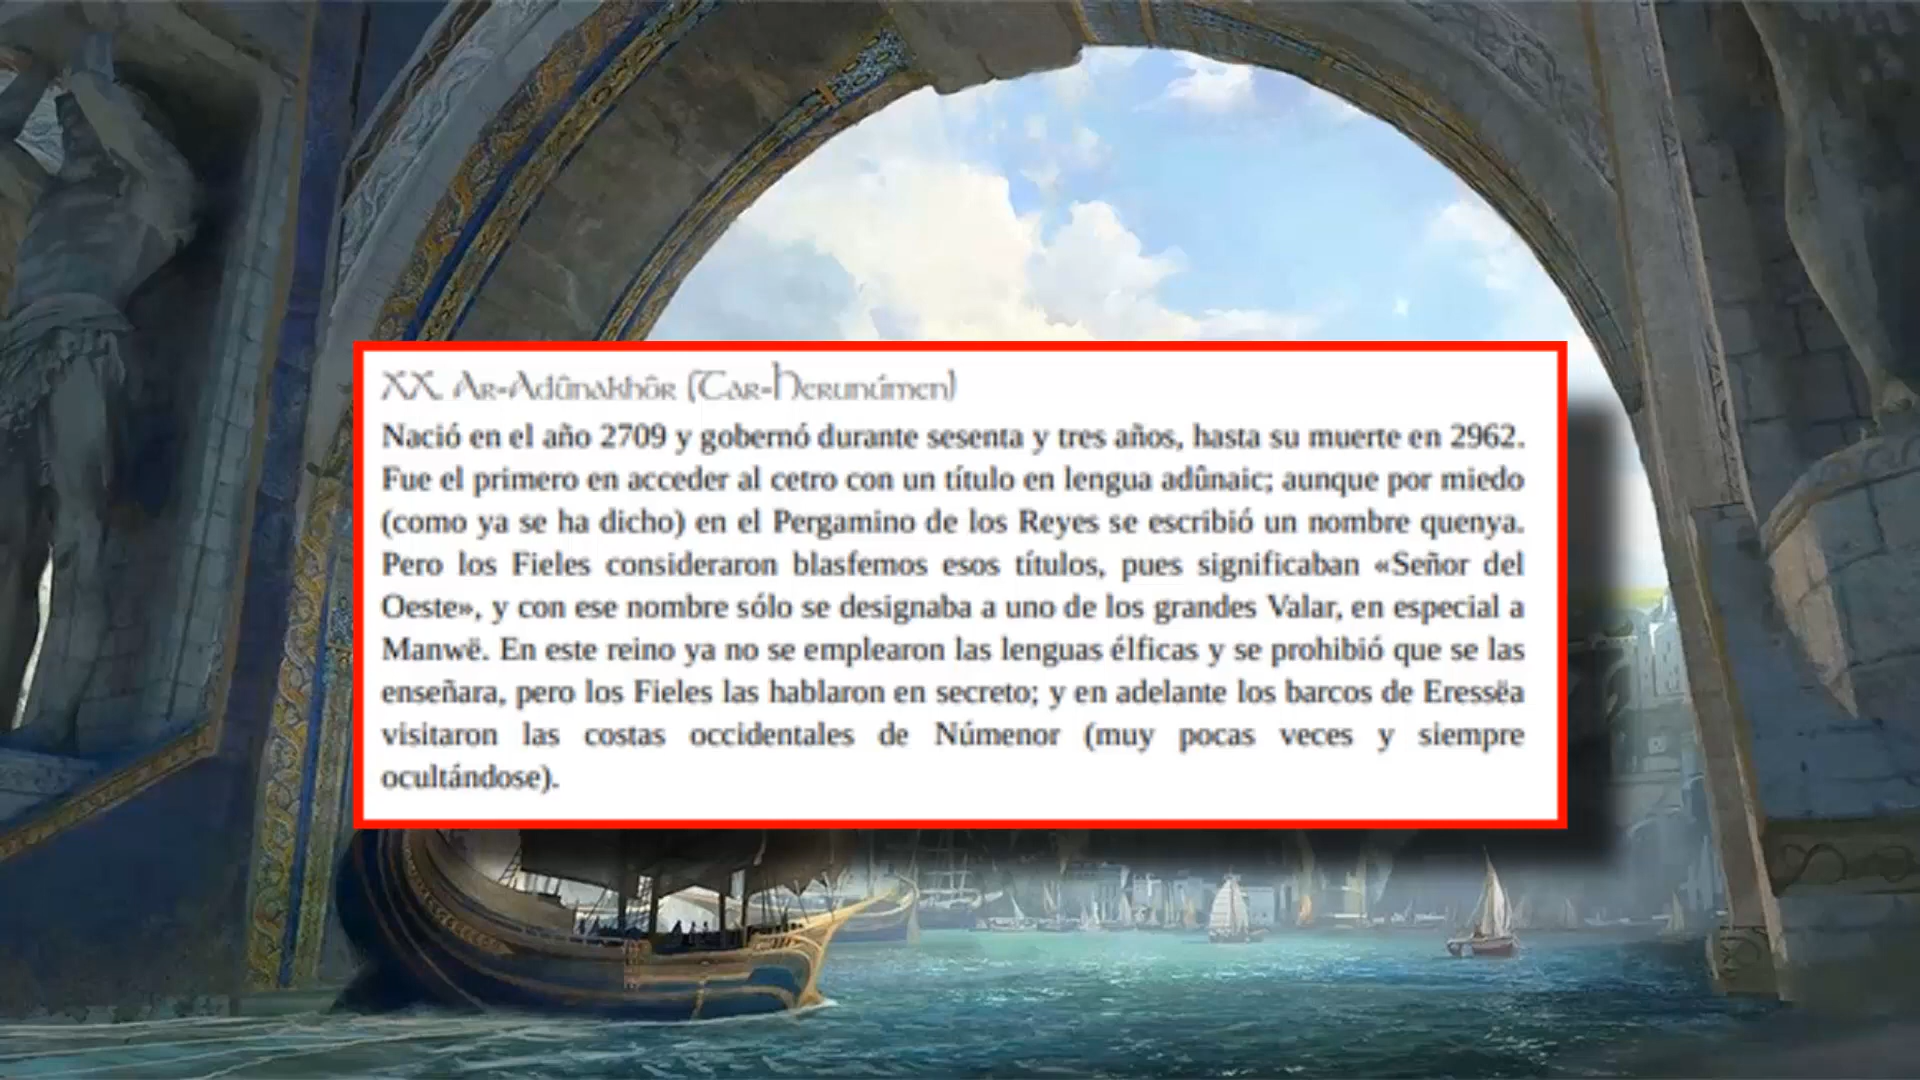 XX. Ar-Adûnakhôr (Tar-Herunúmen)
Nació en el año 2709 y gobernó durante sesenta y tres años, hasta su muerte en 2962.
Fue el primero en acceder al cetro con un título en lengua adûnaic; aunque por miedo
(como ya se ha dicho) en el Pergamino de los Reyes se escribió un nombre quenya.
Pero los Fieles consideraron blasfemos esos títulos, pues significaban «Señor del
Oeste», y con ese nombre sólo se designaba a uno de los grandes Valar, en especial a
Manwë. En este reino ya no se emplearon las lenguas élficas y se prohibió que se las
enseñara, pero los Fieles las hablaron en secreto; y en adelante los barcos de Eressëa
visitaron las costas occidentales de Númenor (muy pocas veces y siempre
ocultándose).